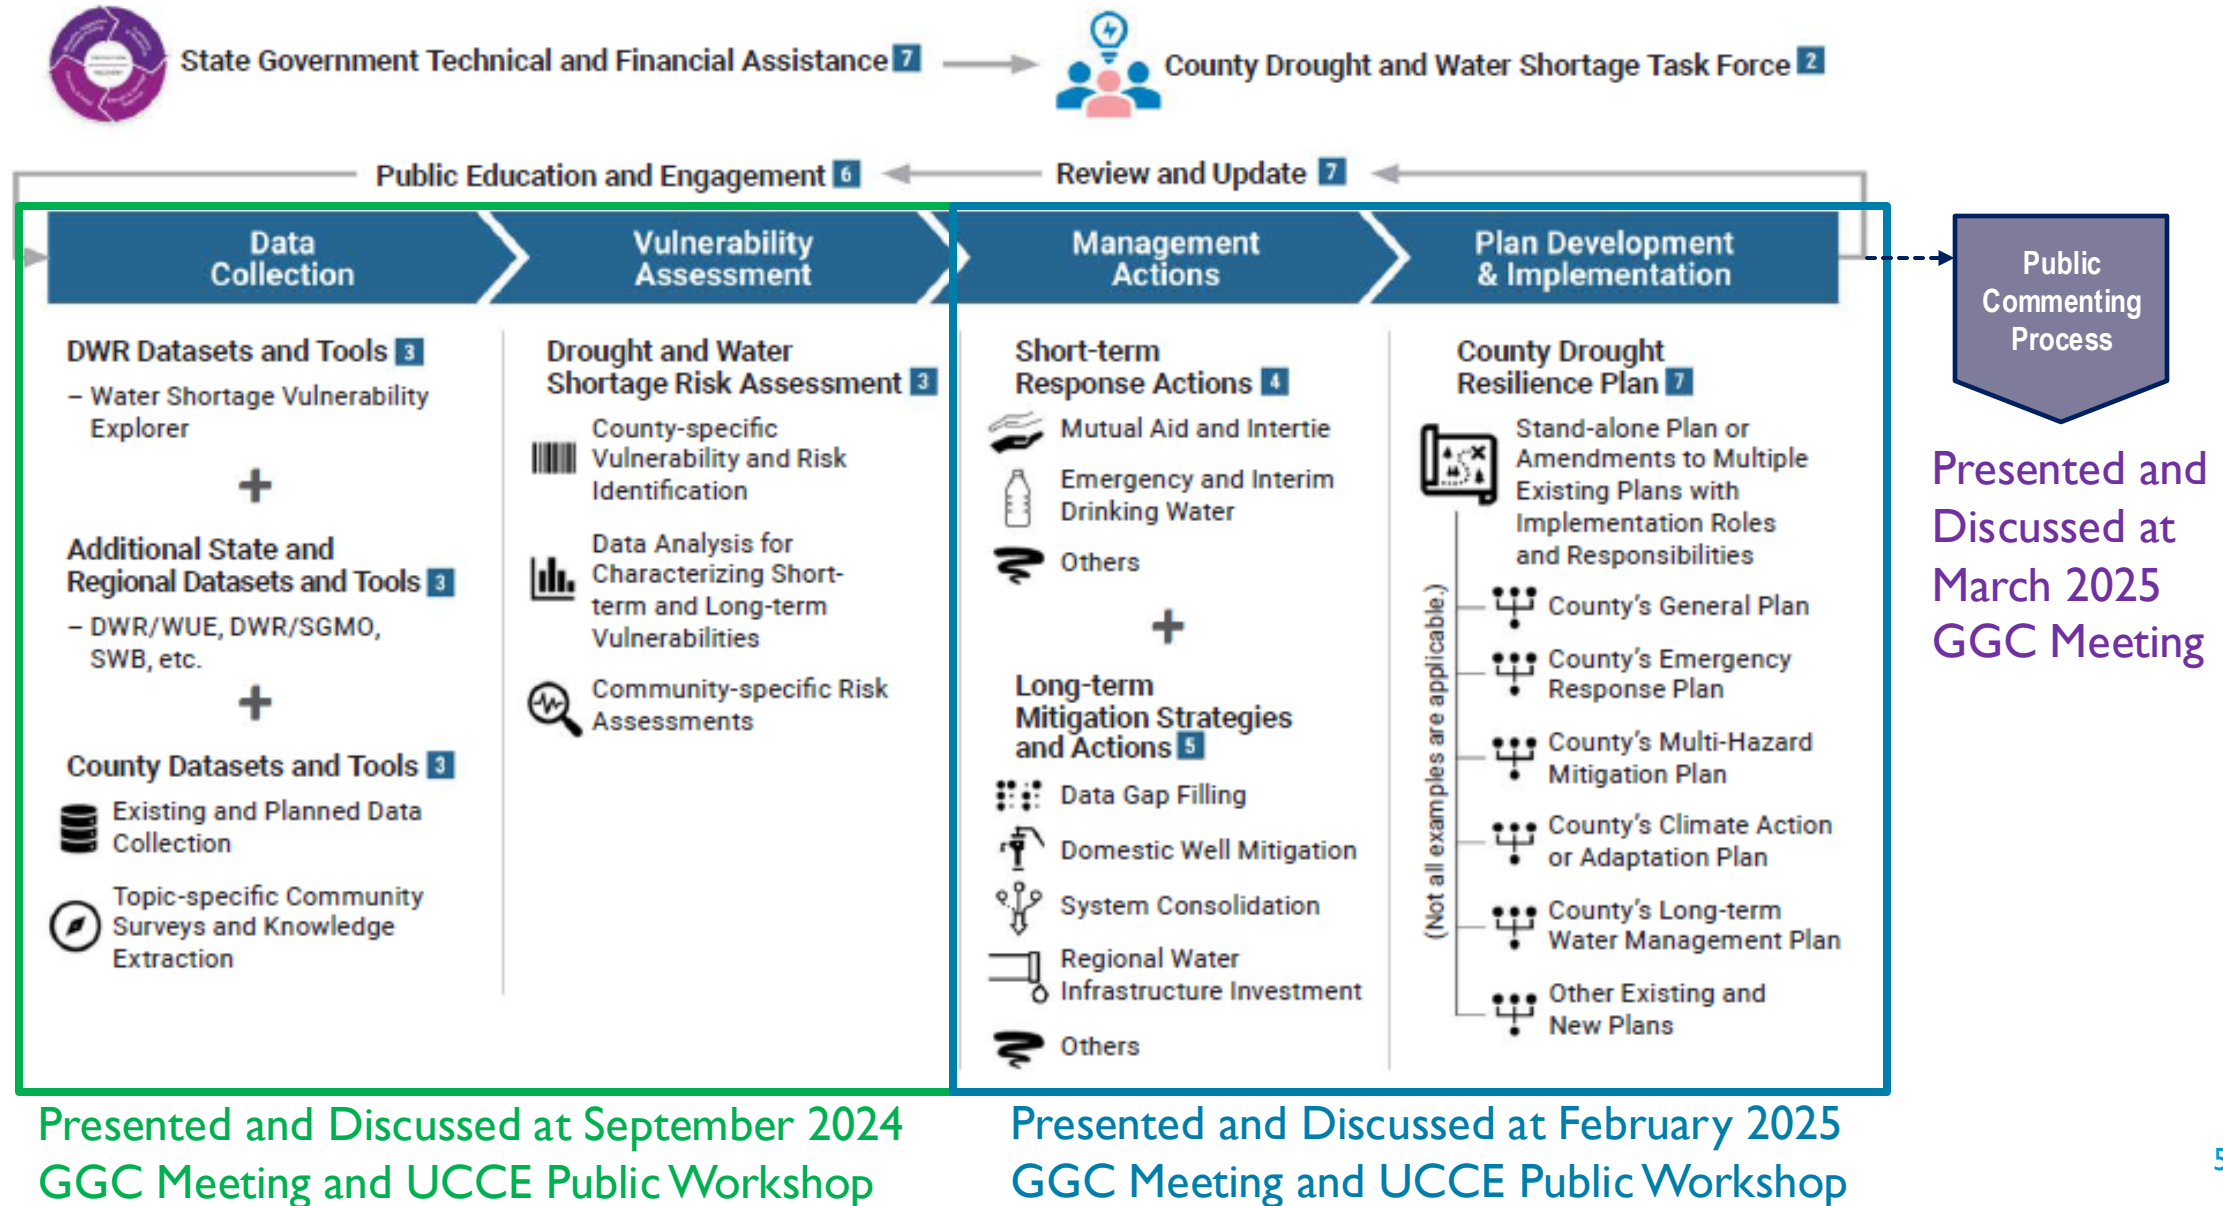 State Government Technical and Financial Assistance 7
County Drought and Water Shortage Task Force 2
Public Education and Engagement 6
Review and Update 7
Data
Collection
Vulnerability
Assessment
Management
Actions
Plan Development
& Implementation
Public
Commenting
Process
DWR Datasets and Tools 3
– Water Shortage Vulnerability
Explorer
+
Additional State and
Regional Datasets and Tools 3
– DWR/WUE, DWR/SGMO,
SWB, etc.
+
County Datasets and Tools 3
Existing and Planned Data
Collection
Topic-specific Community
Surveys and Knowledge
Extraction
Drought and Water
Shortage Risk Assessment 3
County-specific
Vulnerability and Risk
Identification
Data Analysis for
Characterizing Short-
term and Long-term
Vulnerabilities
Community-specific Risk
Assessments
Short-term
Response Actions 4
Mutual Aid and Intertie
Emergency and Interim
Drinking Water
Others
+
Long-term
Mitigation Strategies
and Actions 5
Data Gap Filling
Domestic Well Mitigation
System Consolidation
Regional Water
Infrastructure Investment
Others
County Drought
Resilience Plan 7
Stand-alone Plan or
Amendments to Multiple
Existing Plans with
Implementation Roles
and Responsibilities
(Not all examples are applicable.)
County's General Plan
County's Emergency
Response Plan
County's Multi-Hazard
Mitigation Plan
County's Climate Action
or Adaptation Plan
County's Long-term
Water Management Plan
Other Existing and
New Plans
Presented and
Discussed at
March 2025
GGC Meeting
Presented and Discussed at September 2024
GGC Meeting and UCCE Public Workshop
Presented and Discussed at February 2025
GGC Meeting and UCCE Public Workshop
5